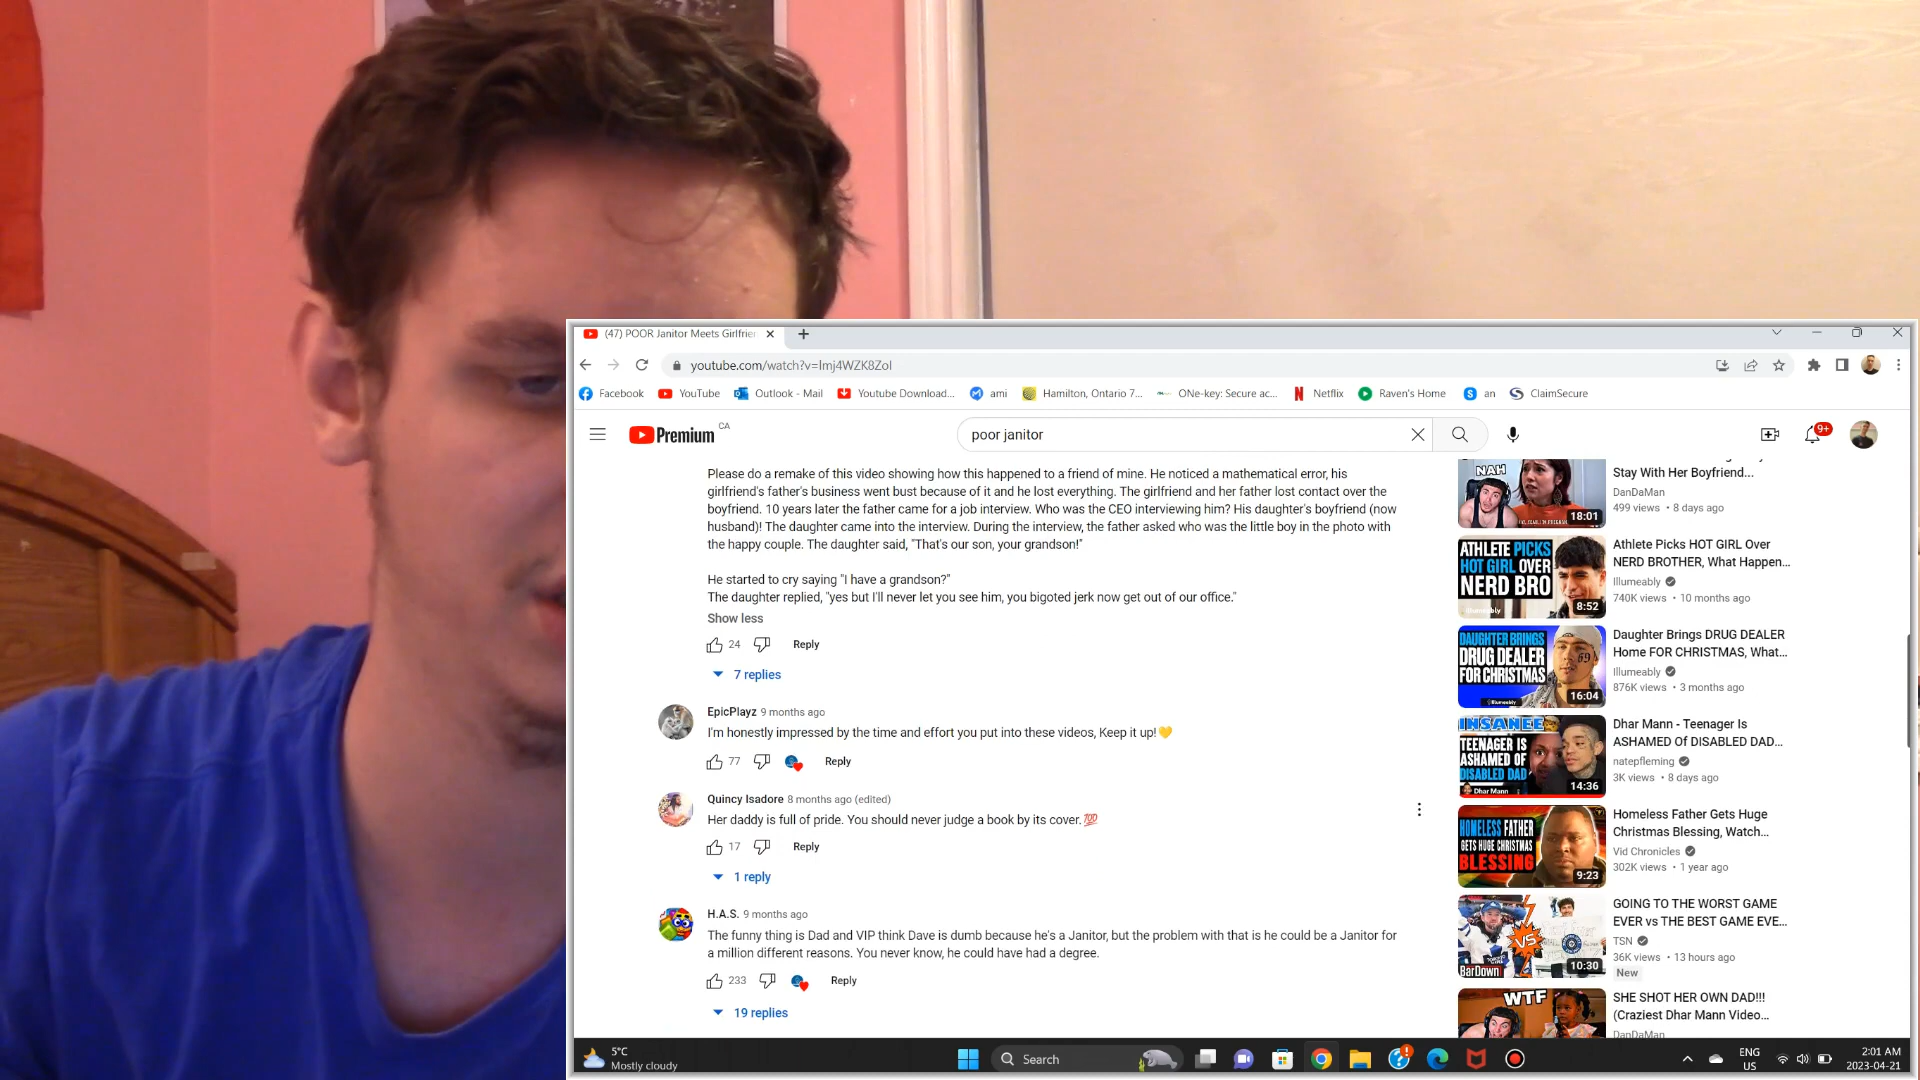 (47) POOR Janitor Meets Girlfrie
youtube.com/watch?v=Imj4WZK8ZoI
Facebook YouTube Outlook - Mail Youtube Download... ami Hamilton, Ontario 7... ONe-key: Secure ac... Netflix Raven's Home an ClaimSecure
Premium CA
poor janitor
9+
Please do a remake of this video showing how this happened to a friend of mine. He noticed a mathematical error, his
girlfriend's father's business went bust because of it and he lost everything. The girlfriend and her father lost contact over the
boyfriend. 10 years later the father came for a job interview. Who was the CEO interviewing him? His daughter's boyfriend (now
husband)! The daughter came into the interview. During the interview, the father asked who was the little boy in the photo with
the happy couple. The daughter said, "That's our son, your grandson!"
He started to cry saying "I have a grandson?"
The daughter replied, "yes but I'll never let you see him, you bigoted jerk now get out of our office."
Show less
24 Reply
7 replies
EpicPlayz 9 months ago
I'm honestly impressed by the time and effort you put into these videos, Keep it up!💛
77 Reply
Quincy Isadore 8 months ago (edited)
Her daddy is full of pride. You should never judge a book by its cover.💯
17 Reply
1 reply
H.A.S. 9 months ago
The funny thing is Dad and VIP think Dave is dumb because he's a Janitor, but the problem with that is he could be a Janitor for
a million different reasons. You never know, he could have had a degree.
233 Reply
19 replies
NAH
18:01
Stay With Her Boyfriend...
DanDaMan
499 views • 8 days ago
ATHLETE PICKS
HOT GIRL OVER
NERD BRO
Illumeably
8:52
Athlete Picks HOT GIRL Over
NERD BROTHER, What Happen...
Illumeably
740K views • 10 months ago
DAUGHTER BRINGS
DRUG DEALER
FOR CHRISTMAS
Illumeably
16:04
Daughter Brings DRUG DEALER
Home FOR CHRISTMAS, What...
Illumeably
876K views • 3 months ago
INSANEE
TEENAGER IS
ASHAMED OF
DISABLED DAD
Dhar Mann
14:36
Dhar Mann - Teenager Is
ASHAMED Of DISABLED DAD...
natepfleming
3K views • 8 days ago
HOMELESS FATHER
GETS HUGE CHRISTMAS
BLESSING
9:23
Homeless Father Gets Huge
Christmas Blessing, Watch...
Vid Chronicles
302K views • 1 year ago
VS
BarDown
10:30
GOING TO THE WORST GAME
EVER vs THE BEST GAME EVE...
TSN
36K views • 13 hours ago
New
WTF
SHE SHOT HER OWN DAD!!!
(Craziest Dhar Mann Video...
DanDaMan
5°C
Mostly cloudy
Search
ENG
US
2:01 AM
2023-04-21